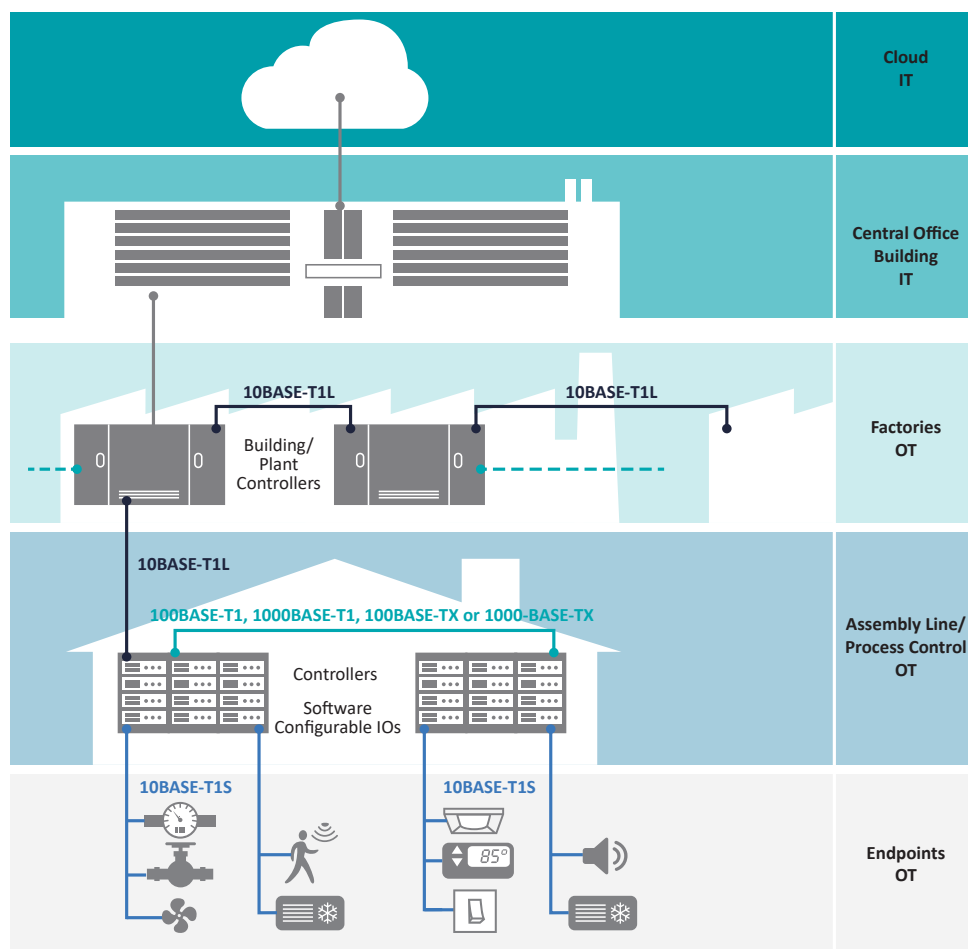 Cloud
IT
Central Office
Building
IT
10BASE-T1L
10BASE-T1L
Building/
Plant
Controllers
Factories
OT
10BASE-T1L
100BASE-T1, 1000BASE-T1, 100BASE-TX or 1000-BASE-TX
Controllers
Software
Configurable IOs
Assembly Line/
Process Control
OT
10BASE-T1S
10BASE-T1S
85°
Endpoints
OT